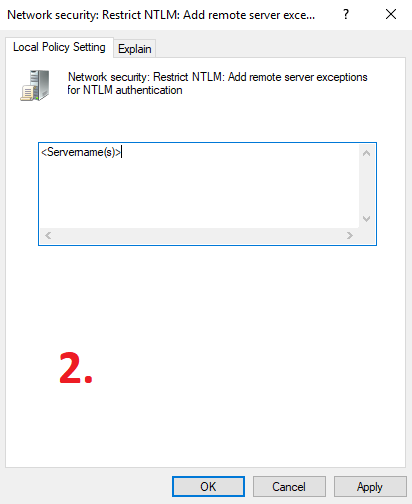 Network security: Restrict NTLM: Add remote server exce...
Local Policy Setting
Explain
Network security: Restrict NTLM: Add remote server exceptions
for NTLM authentication
<Servername(s)>
2.
OK
Cancel
Apply